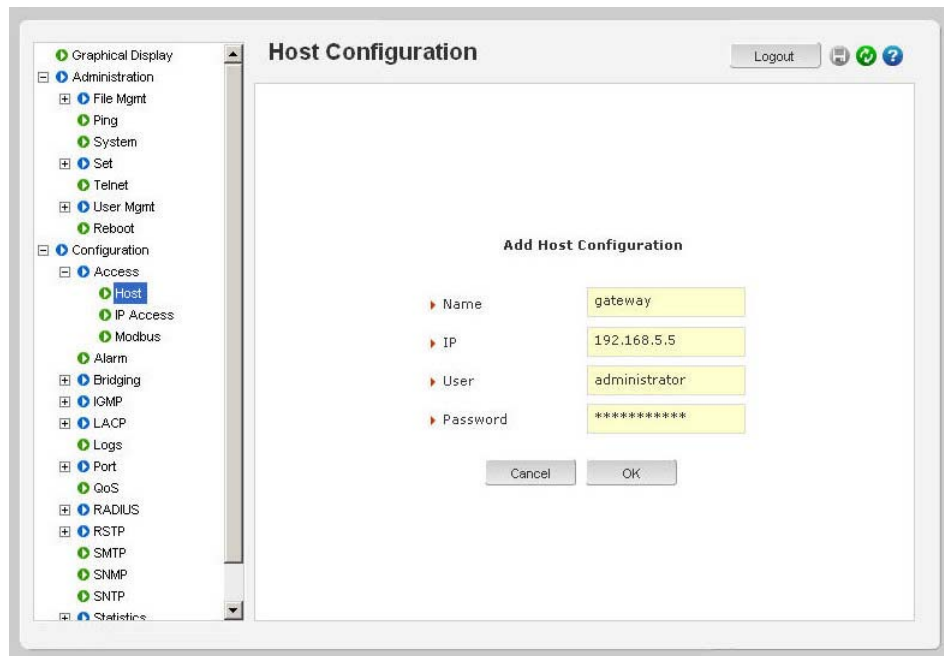 Host Configuration
Logout
Graphical Display
Administration
File Mgmt
Ping
System
Set
Telnet
User Mgmt
Reboot
Configuration
Access
Host
IP Access
Modbus
Alarm
Bridging
IGMP
LACP
Logs
Port
QoS
RADIUS
RSTP
SMTP
SNMP
SNTP
Statistics
Add Host Configuration
Name gateway
IP 192.168.5.5
User administrator
Password ***********
Cancel OK